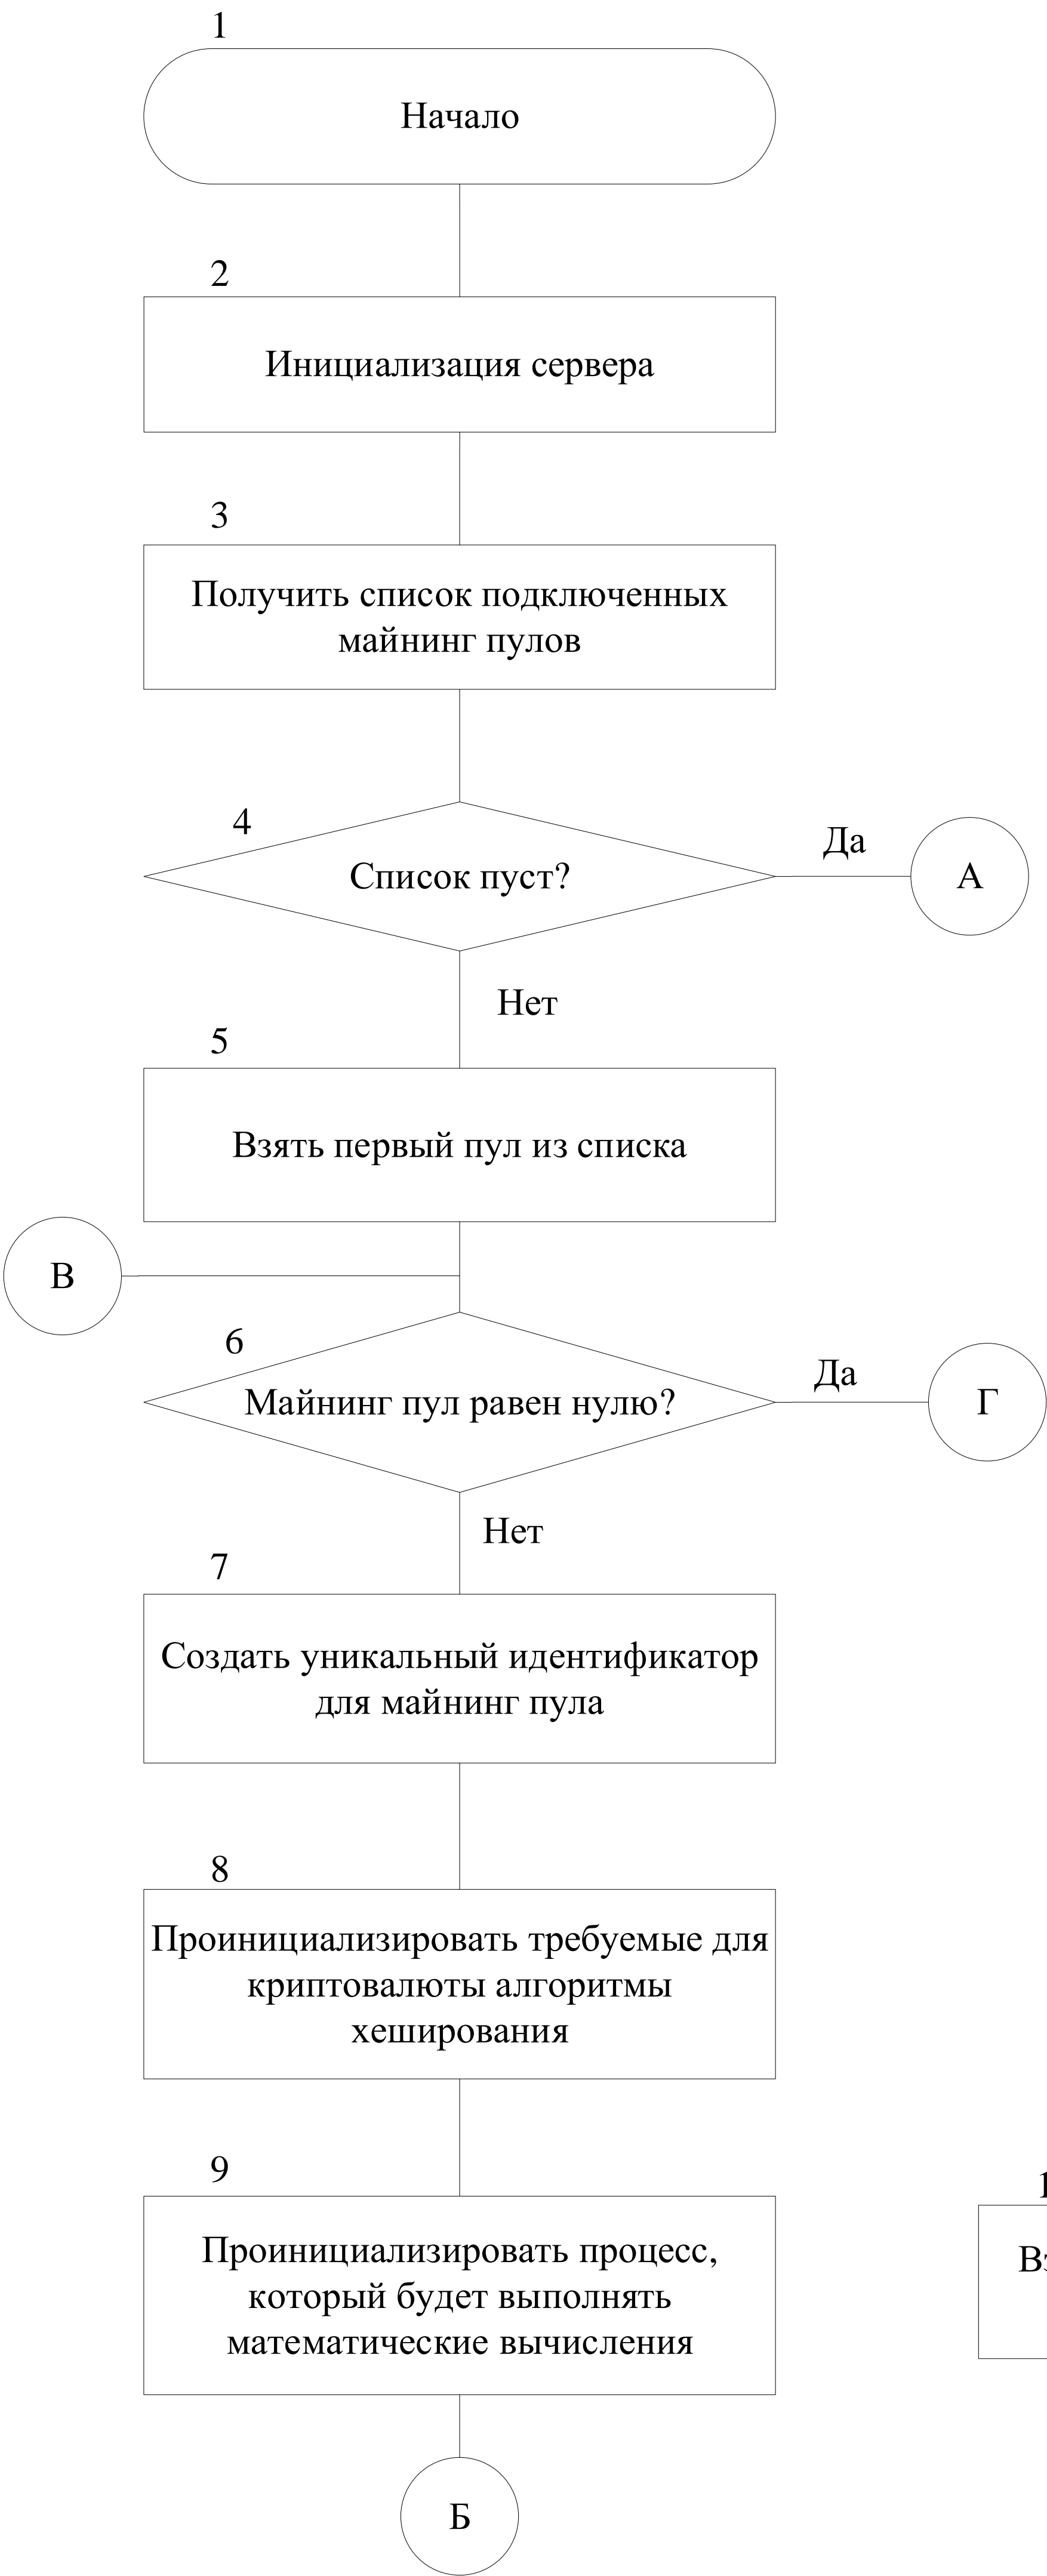 1
Начало
2
Инициализация сервера
3
Получить список подключенных
майнинг пулов
4
Список пуст?
Да
А
Нет
5
Взять первый пул из списка
В
6
Майнинг пул равен нулю?
Да
Г
Нет
7
Создать уникальный идентификатор
для майнинг пула
8
Проинициализировать требуемые для
криптовалюты алгоритмы
хеширования
9
Проинициализировать процесс,
который будет выполнять
математические вычисления
Б